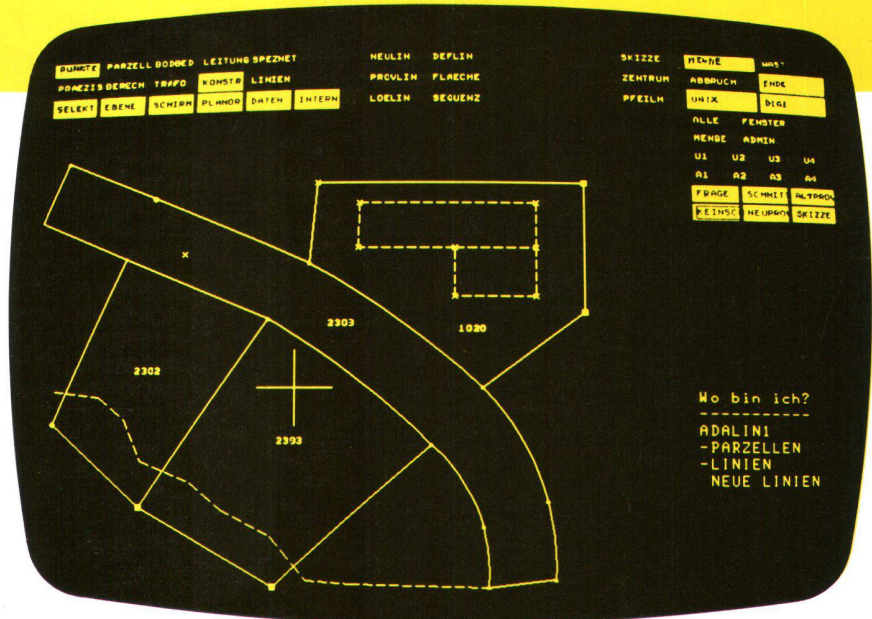 PUNKTE PARZELL BODBED LEITUNG SPEZNET NEULIN DEFLIN SKIZZE MENUE WAS?
PRAEZIS BERECH TRAFO KONSTR LINIEN PROVLIN FLAECHE ZENTRUM ABBRUCH ENDE
SELEKT EBENE SCHIRM PLANOR DATEN INTERN LOELIN SEQUENZ PFEILH UNIX DIGI
ALLE FENSTER
MENGE ADMIN
U1 U2 U3 U4
A1 A2 A3 A4
FRAGE SCHNITT ALTPROV
KEINSC NEUPROV SKIZZE
2303
1020
2302
2393
Wo bin ich?
ADALIN1
-PARZELLEN
-LINIEN
NEUE LINIEN